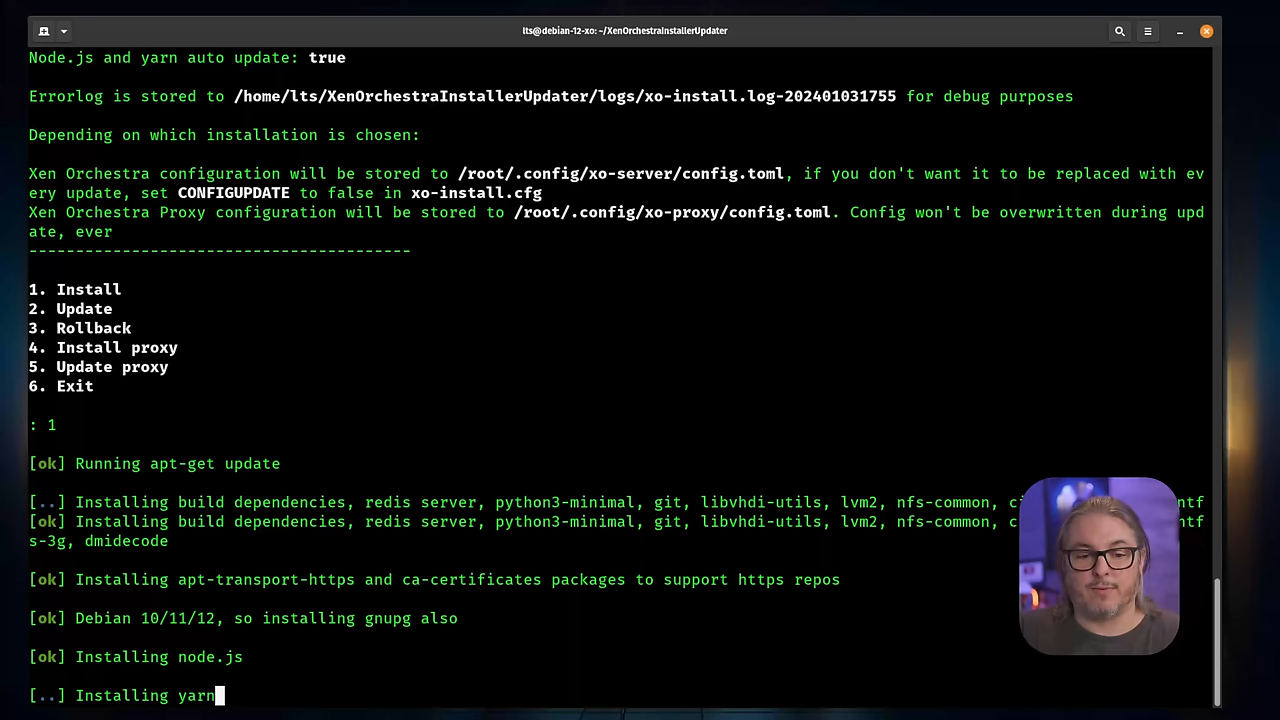 lts@debian-12-xo: ~/XenOrchestraInstallerUpdater
Node.js and yarn auto update: true
Errorlog is stored to /home/lts/XenOrchestraInstallerUpdater/logs/xo-install.log-202401031755 for debug purposes
Depending on which installation is chosen:
Xen Orchestra configuration will be stored to /root/.config/xo-server/config.toml, if you don't want it to be replaced with ev
ery update, set CONFIGUPDATE to false in xo-install.cfg
Xen Orchestra Proxy configuration will be stored to /root/.config/xo-proxy/config.toml. Config won't be overwritten during upd
ate, ever
-----------------------------------------
1. Install
2. Update
3. Rollback
4. Install proxy
5. Update proxy
6. Exit
: 1
[ok] Running apt-get update
[..] Installing build dependencies, redis server, python3-minimal, git, libvhdi-utils, lvm2, nfs-common,
[ok] Installing build dependencies, redis server, python3-minimal, git, libvhdi-utils, lvm2, nfs-common,
s-3g, dmidecode
[ok] Installing apt-transport-https and ca-certificates packages to support https repos
[ok] Debian 10/11/12, so installing gnupg also
[ok] Installing node.js
[..] Installing yarn